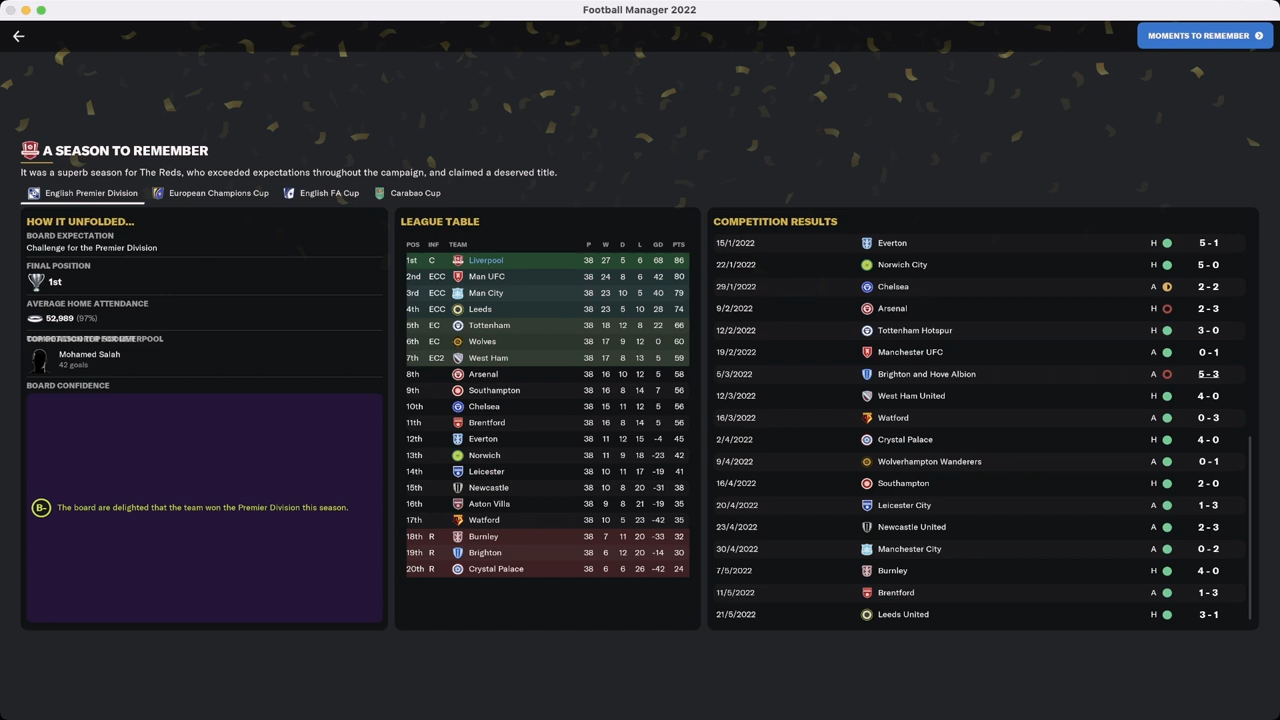 Football Manager 2022
MOMENTS TO REMEMBER
A SEASON TO REMEMBER
It was a superb season for The Reds, who exceeded expectations throughout the campaign, and claimed a deserved title.
English Premier Division European Champions Cup English FA Cup Carabao Cup
HOW IT UNFOLDED...
BOARD EXPECTATION
Challenge for the Premier Division
FINAL POSITION
1st
AVERAGE HOME ATTENDANCE
52,989 (97%)
Mohamed Salah
42 goals
BOARD CONFIDENCE
B- The board are delighted that the team won the Premier Division this season.
LEAGUE TABLE
POS INF TEAM P W D L GD PTS
1st C Liverpool 38 27 5 6 68 86
2nd ECC Man UFC 38 24 8 6 42 80
3rd ECC Man City 38 23 10 5 40 79
4th ECC Leeds 38 23 5 10 28 74
5th EC Tottenham 38 18 12 8 22 66
6th EC Wolves 38 17 9 12 0 60
7th EC2 West Ham 38 17 8 13 5 59
8th Arsenal 38 16 10 12 5 58
9th Southampton 38 16 8 14 7 56
10th Chelsea 38 15 11 12 5 56
11th Brentford 38 16 8 14 5 56
12th Everton 38 11 12 15 -4 45
13th Norwich 38 11 9 18 -23 42
14th Leicester 38 10 11 17 -19 41
15th Newcastle 38 10 8 20 -31 38
16th Aston Villa 38 9 8 21 -19 35
17th Watford 38 10 5 23 -42 35
18th R Burnley 38 7 11 20 -33 32
19th R Brighton 38 6 12 20 -14 30
20th R Crystal Palace 38 6 6 26 -42 24
COMPETITION RESULTS
15/1/2022 Everton H 5 - 1
22/1/2022 Norwich City H 5 - 0
29/1/2022 Chelsea A 2 - 2
9/2/2022 Arsenal H 2 - 3
12/2/2022 Tottenham Hotspur H 3 - 0
19/2/2022 Manchester UFC A 0 - 1
5/3/2022 Brighton and Hove Albion A 5 - 3
12/3/2022 West Ham United H 4 - 0
16/3/2022 Watford A 0 - 3
2/4/2022 Crystal Palace H 4 - 0
9/4/2022 Wolverhampton Wanderers A 0 - 1
16/4/2022 Southampton H 2 - 0
20/4/2022 Leicester City A 1 - 3
23/4/2022 Newcastle United A 2 - 3
30/4/2022 Manchester City A 0 - 2
7/5/2022 Burnley H 4 - 0
11/5/2022 Brentford A 1 - 3
21/5/2022 Leeds United H 3 - 1